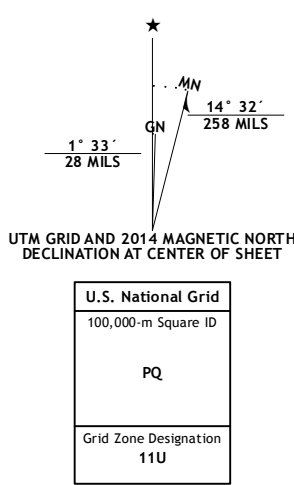 ★
MN
GN
14° 32´
258 MILS
1° 33´
28 MILS
UTM GRID AND 2014 MAGNETIC NORTH
DECLINATION AT CENTER OF SHEET
U.S. National Grid
100,000-m Square ID
PQ
Grid Zone Designation
11U